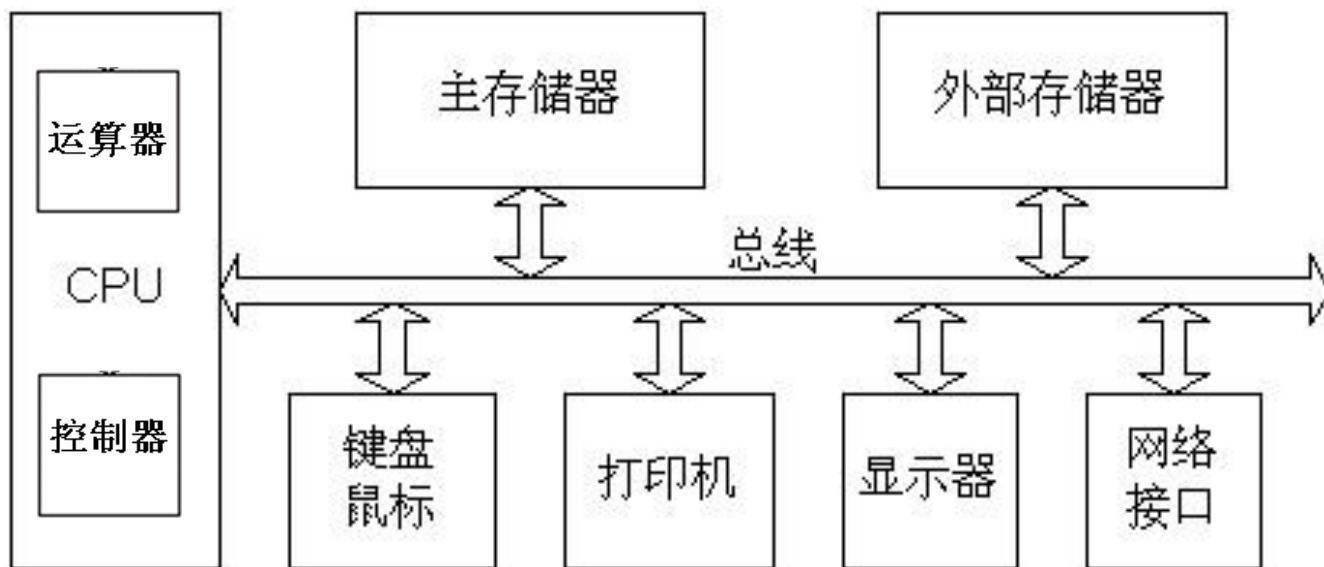 主存储器
外部存储器
运算器
总线
CPU
控制器
键盘
鼠标
打印机
显示器
网络
接口